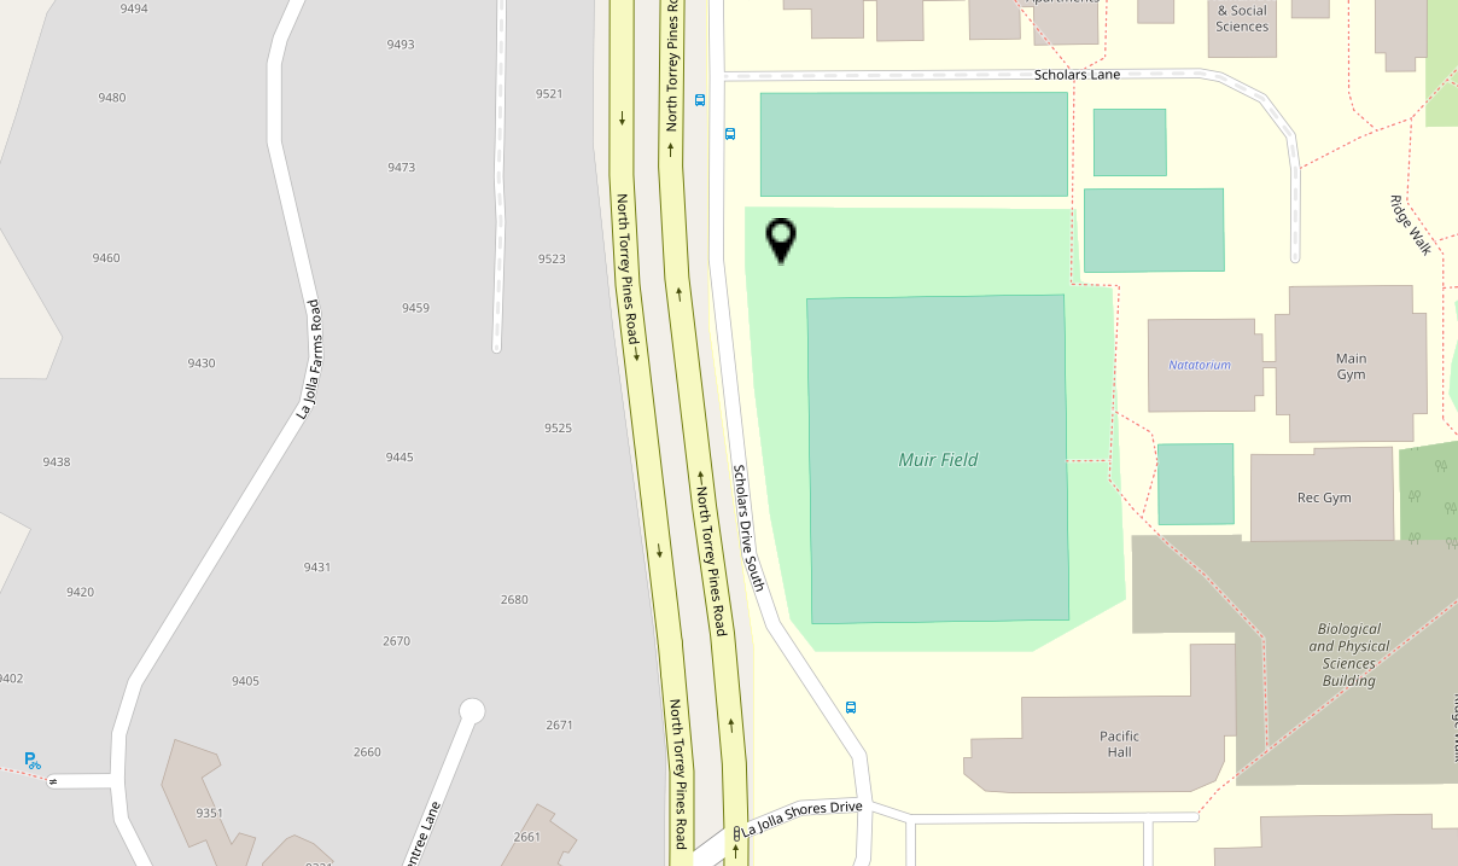 9494
9493
9480
9473
9460
9459
9430
9438
9445
9431
9420
9402
9405
2670
2680
2660
2671
2661
9351
9521
9523
9525
La Jolla Farms Road
North Torrey Pines Road
North Torrey Pines Road
North Torrey Pines Road
North Torrey Pines Ro
Scholars Drive South
Scholars Lane
& Social
Sciences
Ridge Walk
Natatorium
Main
Gym
Muir Field
Rec Gym
Biological
and Physical
Sciences
Building
Pacific
Hall
La Jolla Shores Drive
entree Lane
P